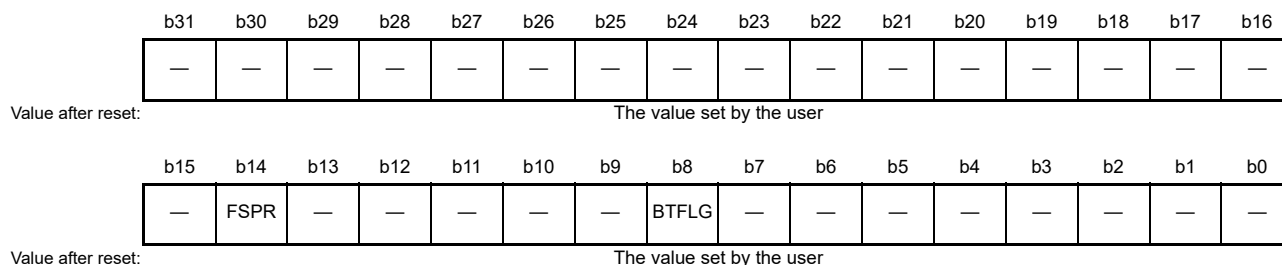 b31 b30 b29 b28 b27 b26 b25 b24 b23 b22 b21 b20 b19 b18 b17 b16
— — — — — — — — — — — — — — — —
Value after reset: The value set by the user
b15 b14 b13 b12 b11 b10 b9 b8 b7 b6 b5 b4 b3 b2 b1 b0
— FSPR — — — — — BTFLG — — — — — — — —
Value after reset: The value set by the user